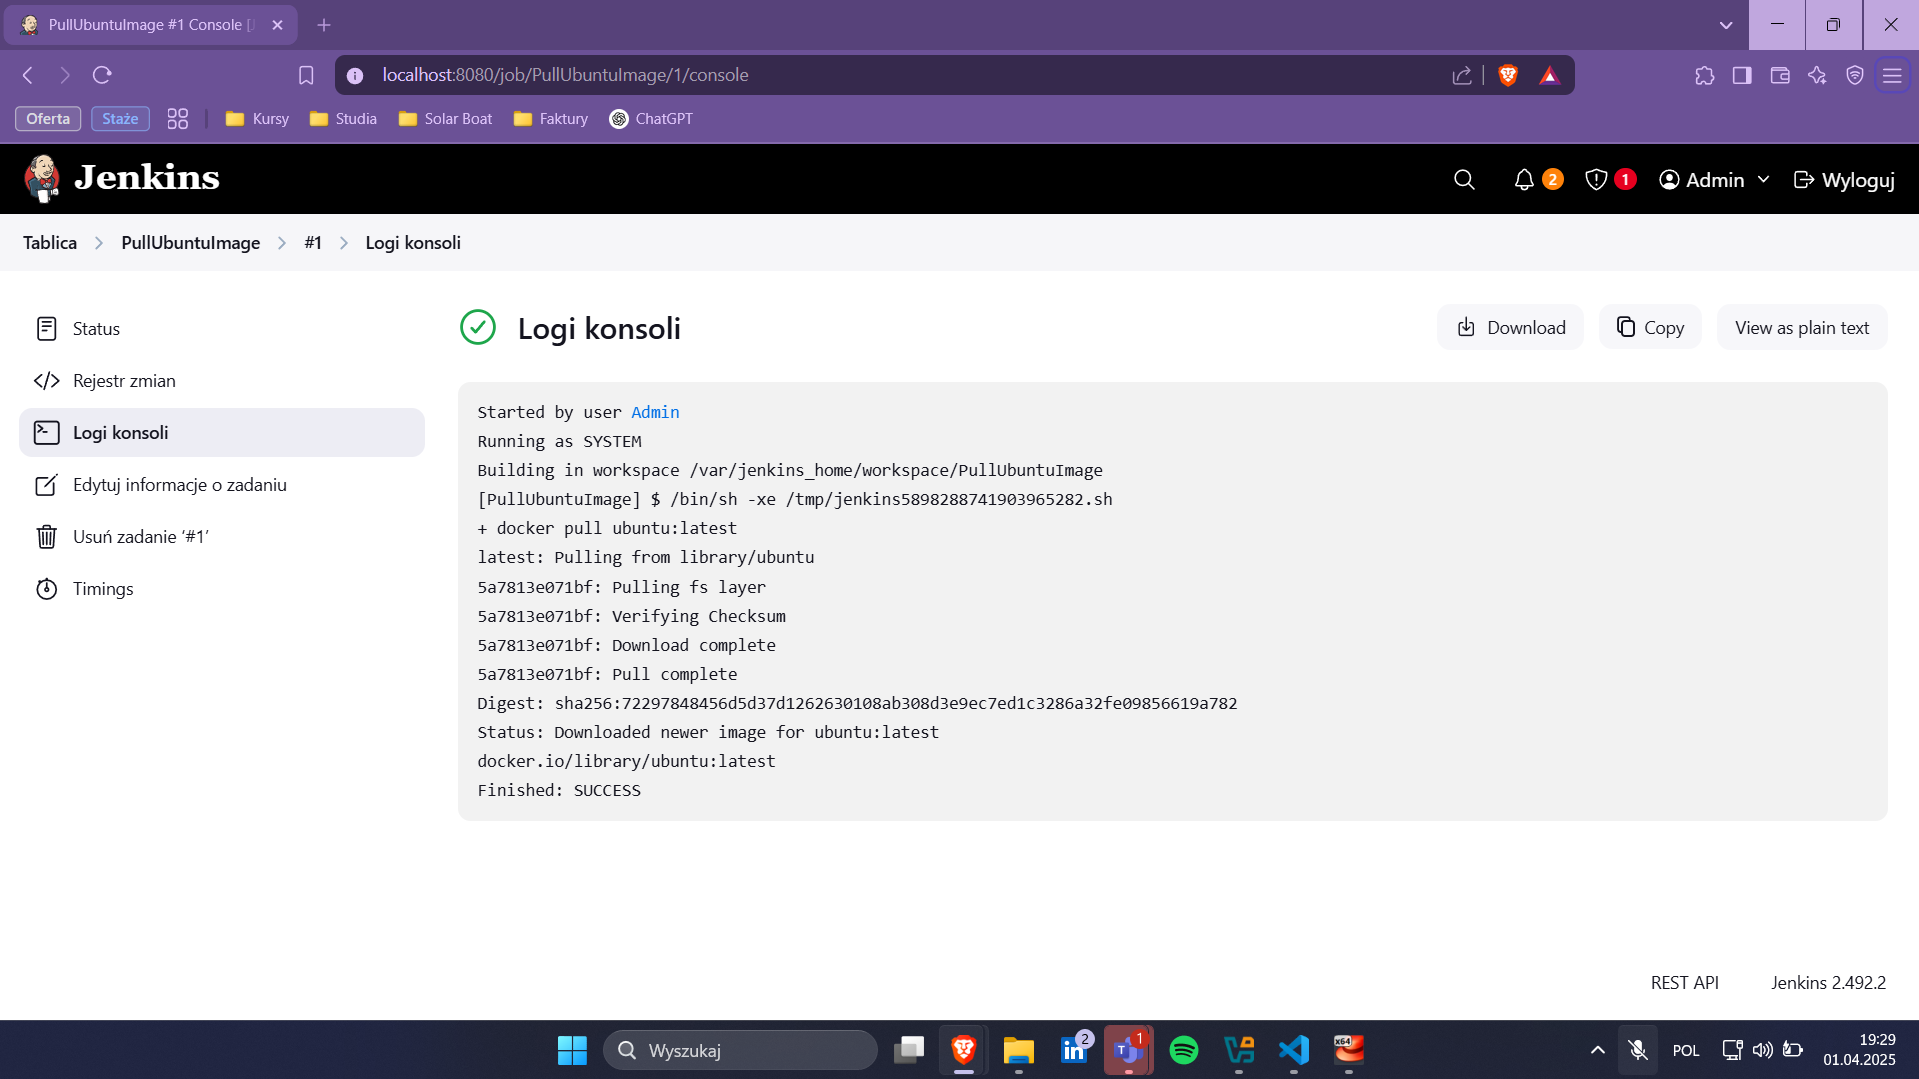 PullUbuntuImage #1 Console [
localhost:8080/job/PullUbuntuImage/1/console
Oferta
Staże
Kursy
Studia
Solar Boat
Faktury
ChatGPT
Jenkins
2
1
Admin
Wyloguj
Tablica
PullUbuntuImage
#1
Logi konsoli
Status
Rejestr zmian
Logi konsoli
Edytuj informacje o zadaniu
Usuń zadanie ‘#1’
Timings
Logi konsoli
Download
Copy
View as plain text
Started by user Admin
Running as SYSTEM
Building in workspace /var/jenkins_home/workspace/PullUbuntuImage
[PullUbuntuImage] $ /bin/sh -xe /tmp/jenkins5898288741903965282.sh
+ docker pull ubuntu:latest
latest: Pulling from library/ubuntu
5a7813e071bf: Pulling fs layer
5a7813e071bf: Verifying Checksum
5a7813e071bf: Download complete
5a7813e071bf: Pull complete
Digest: sha256:72297848456d5d37d1262630108ab308d3e9ec7ed1c3286a32fe09856619a782
Status: Downloaded newer image for ubuntu:latest
docker.io/library/ubuntu:latest
Finished: SUCCESS
REST API
Jenkins 2.492.2
Wyszukaj
2
1
x64
POL
19:29
01.04.2025